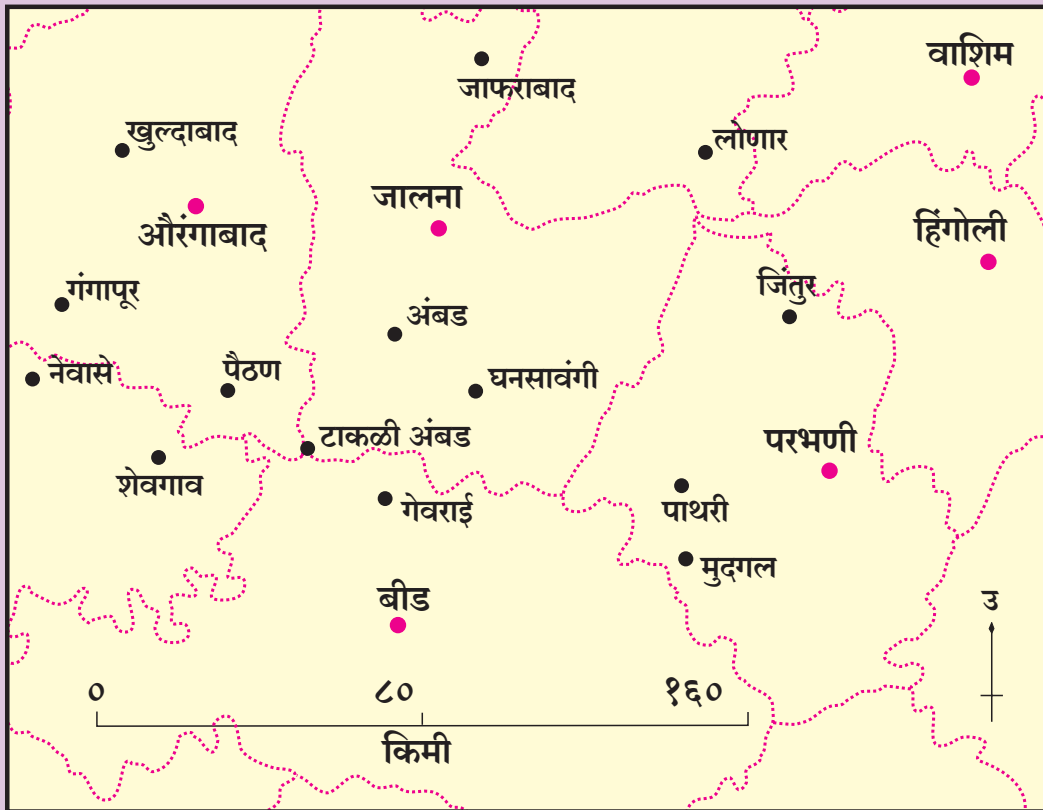 वाशिम
जाफराबाद
खुल्दाबाद
लोणार
जालना
औरंगाबाद
हिंगोली
गंगापूर
जिंतुर
अंबड
नेवासे
पैठण
घनसावंगी
टाकळी अंबड
परभणी
शेवगाव
गेवराई
पाथरी
मुदगल
बीड
उ
० ८० १६०
किमी